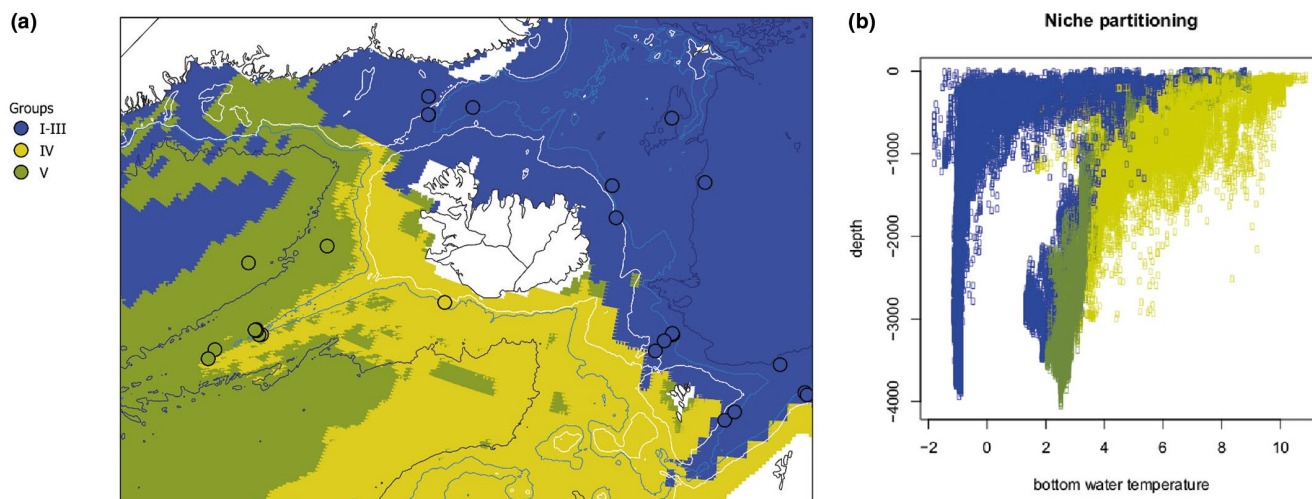 (a)
Groups
I-III
IV
V
(b)
Niche partitioning
0
−1000
−2000
−3000
−4000
depth
−2 0 2 4 6 8 10
bottom water temperature